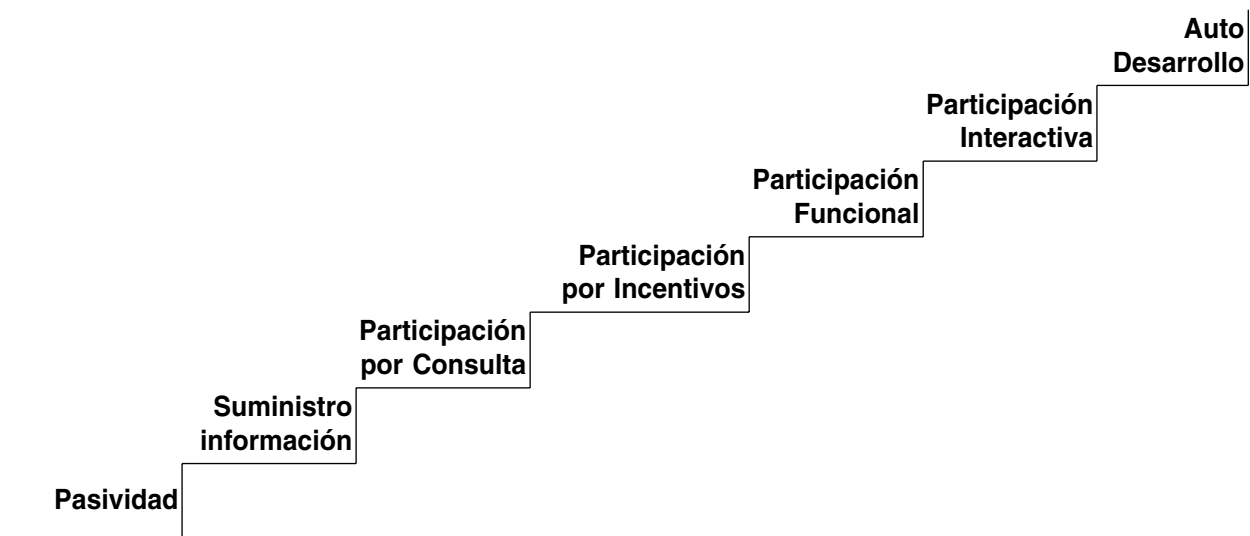 Auto
Desarrollo
Participación
Interactiva
Participación
Funcional
Participación
por Incentivos
Participación
por Consulta
Suministro
información
Pasividad